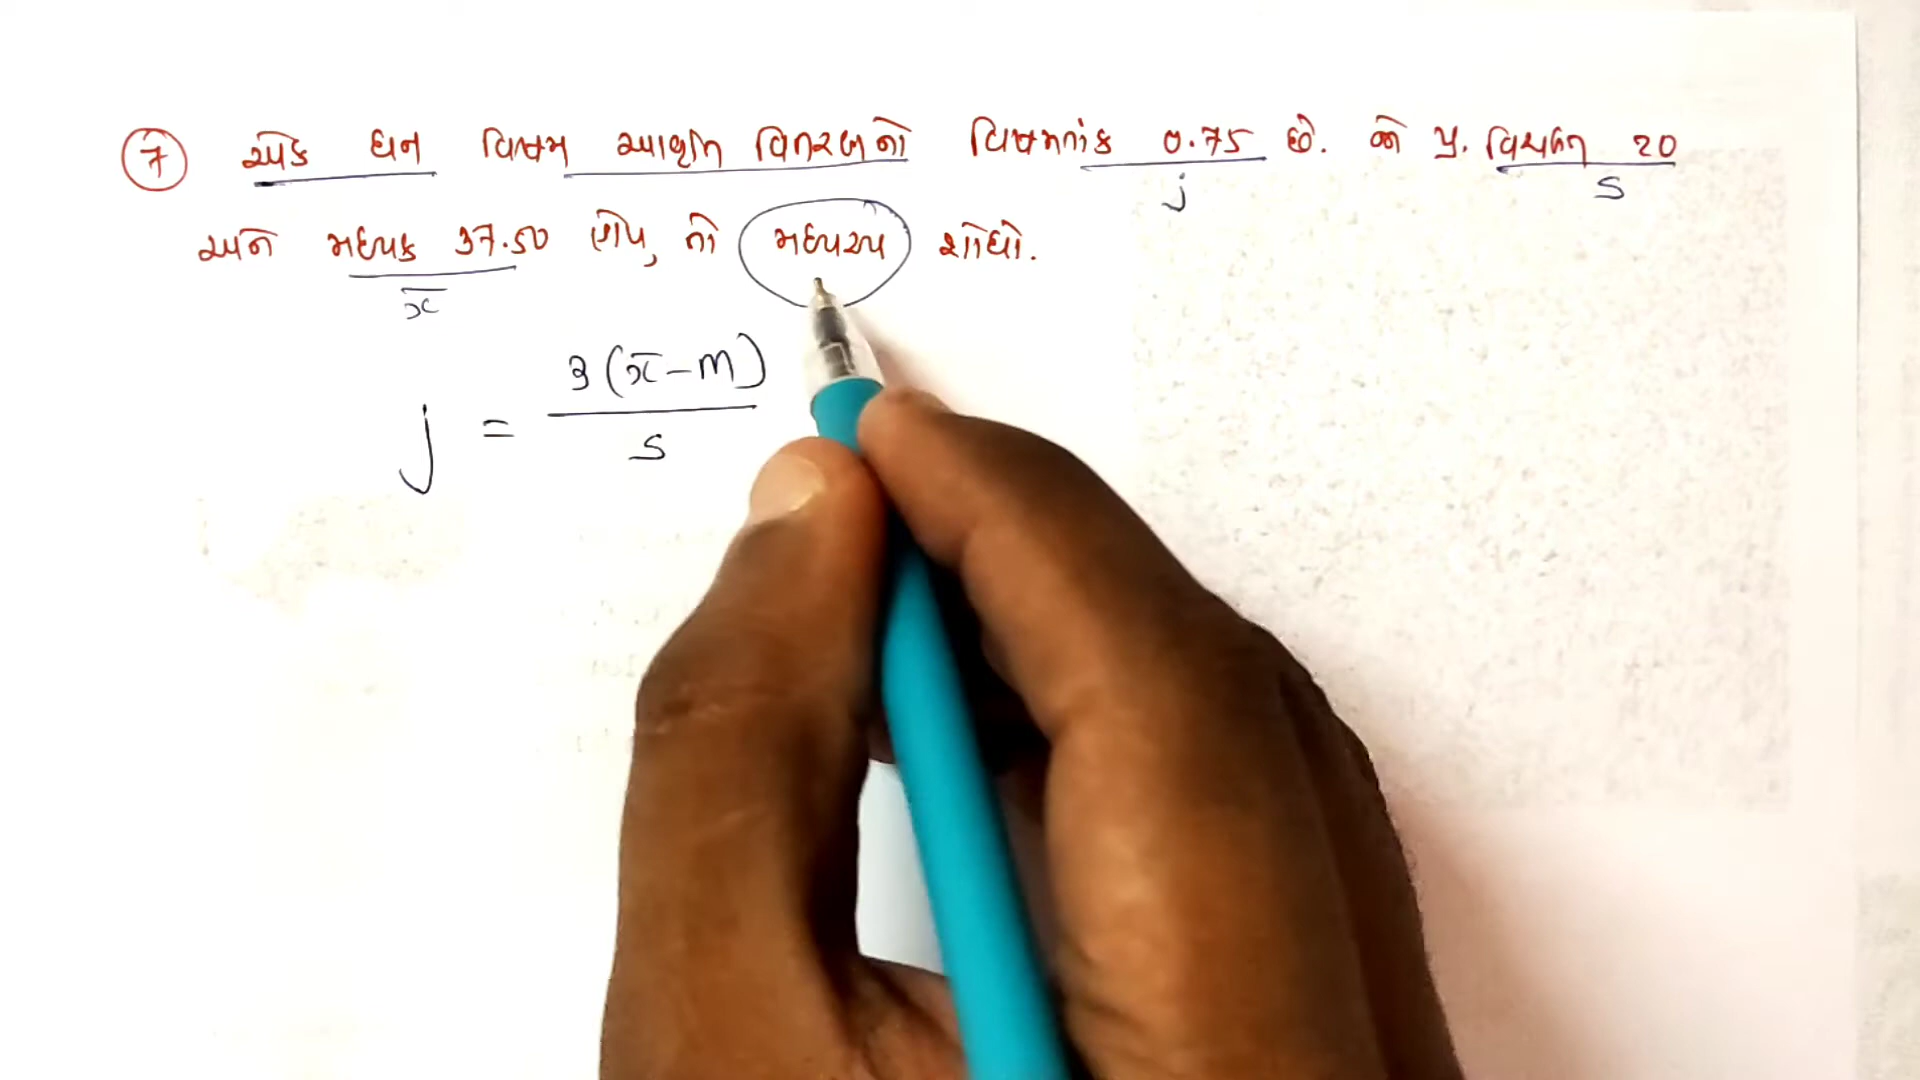 7 એક ધન વિષમ આવૃત્તિ વિતરણનો વિષમતાંક 0.75 છે. જો પ્ર. વિચલન 20
j s
અને મધ્યક 37.50 હોય, તો મધ્યસ્થ શોધો.
x̄
3 (x̄ - M)
j =
s